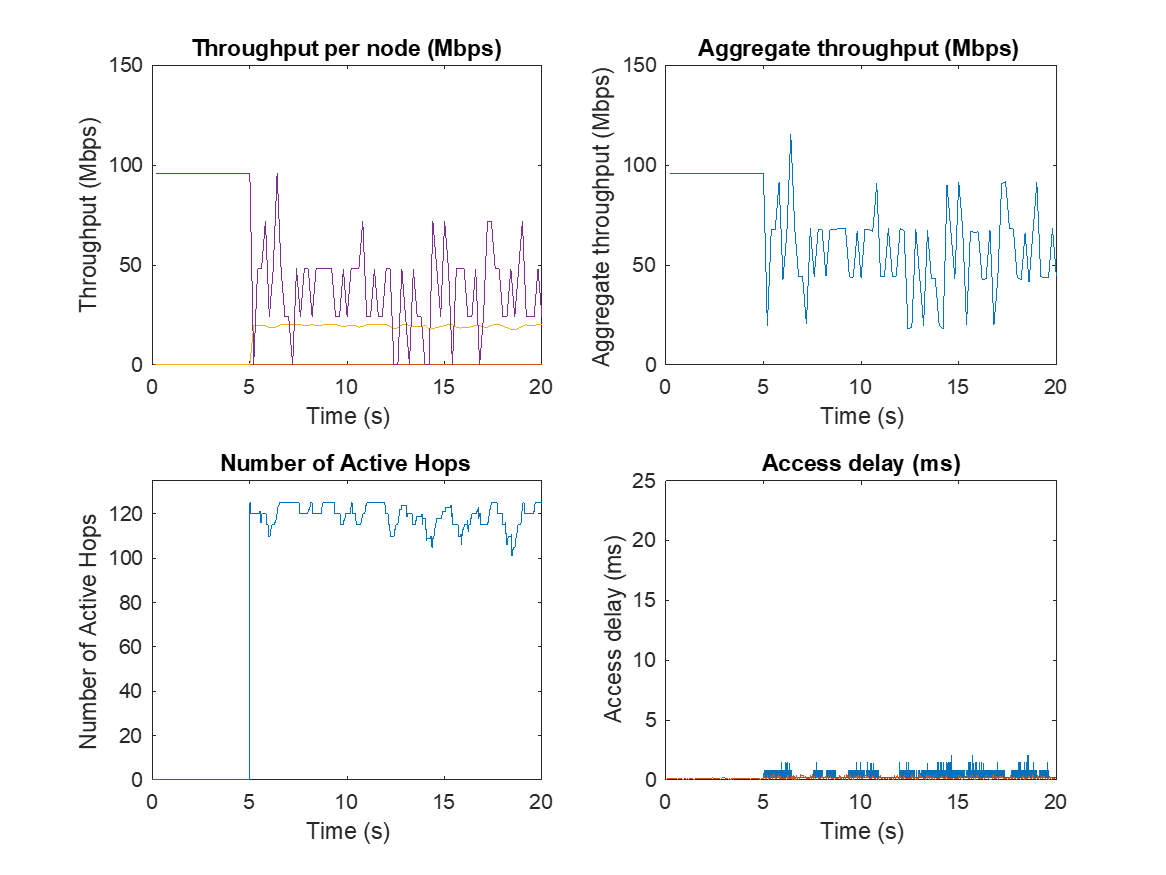 Throughput per node (Mbps)
150
100
50
0
Throughput (Mbps)
0 5 10 15 20
Time (s)
Aggregate throughput (Mbps)
150
100
50
0
Aggregate throughput (Mbps)
0 5 10 15 20
Time (s)
Number of Active Hops
120
100
80
60
40
20
0
Number of Active Hops
0 5 10 15 20
Time (s)
Access delay (ms)
25
20
15
10
5
0
Access delay (ms)
0 5 10 15 20
Time (s)